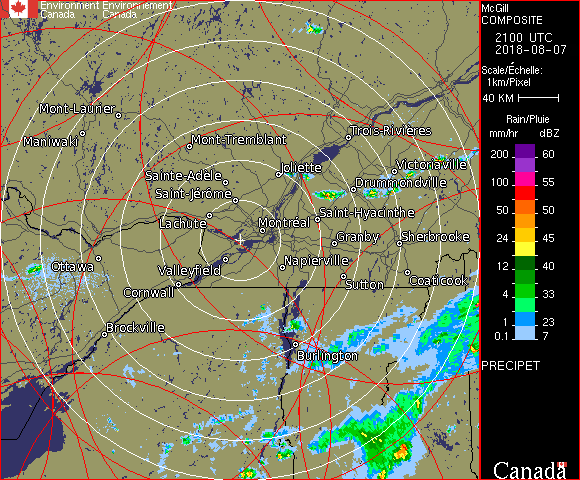 Environment Environnement
Canada Canada
McGill
COMPOSITE
2100 UTC
2018-08-07
Scale/Échelle:
1km/Pixel
40 KM
Rain/Pluie
mm/hr dBZ
200 60
100 55
50 50
24 45
12 40
4 33
1 23
0.1 7
PRECIPET
Canada
Mont-Laurier
Trois-Rivières
Maniwaki
Mont-Tremblant
Victoriaville
Joliette
Sainte-Adèle
Drummondville
Saint-Jérôme
Saint-Hyacinthe
Lachute
Montréal
Granby
Sherbrooke
Ottawa
Valleyfield
Napierville
Coaticook
Sutton
Cornwall
Brockville
Burlington